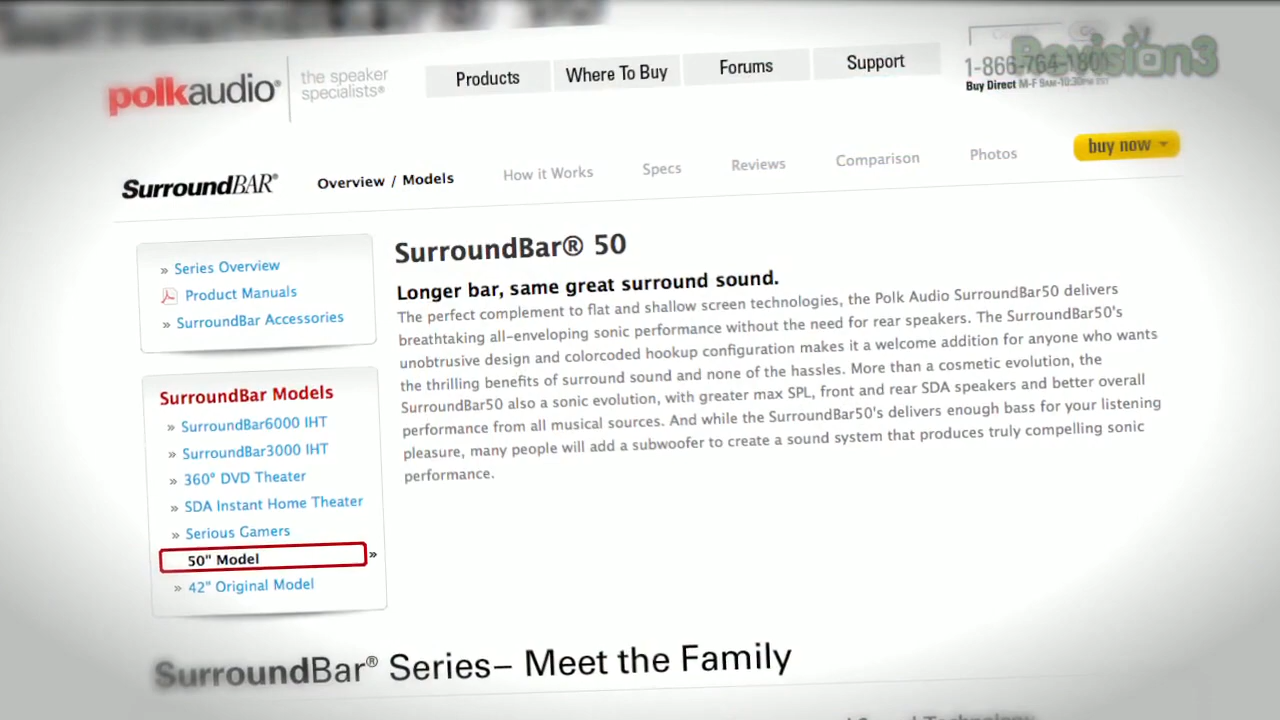 polkaudio®
the speaker
specialists®
Products
Where To Buy
Forums
Support
Revision3
1-866-764-1801
Buy Direct M-F 9AM-10:30PM EST
SurroundBAR®
Overview / Models
How it Works
Specs
Reviews
Comparison
Photos
buy now
» Series Overview
Product Manuals
» SurroundBar Accessories
SurroundBar Models
» SurroundBar6000 IHT
» SurroundBar3000 IHT
» 360° DVD Theater
» SDA Instant Home Theater
» Serious Gamers
50" Model »
» 42" Original Model
SurroundBar® 50
Longer bar, same great surround sound.
The perfect complement to flat and shallow screen technologies, the Polk Audio SurroundBar50 delivers
breathtaking all-enveloping sonic performance without the need for rear speakers. The SurroundBar50's
unobtrusive design and colorcoded hookup configuration makes it a welcome addition for anyone who wants
the thrilling benefits of surround sound and none of the hassles. More than a cosmetic evolution, the
SurroundBar50 also a sonic evolution, with greater max SPL, front and rear SDA speakers and better overall
performance from all musical sources. And while the SurroundBar50's delivers enough bass for your listening
pleasure, many people will add a subwoofer to create a sound system that produces truly compelling sonic
performance.
SurroundBar® Series– Meet the Family